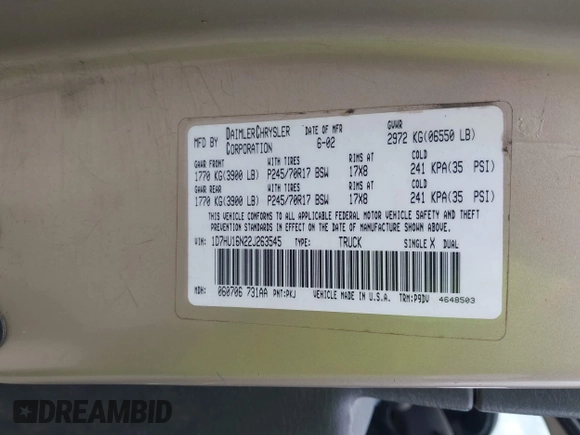 MFD BY DAIMLERCHRYSLER CORPORATION DATE OF MFR 6-02 GVWR 2972 KG(06550 LB)
GAWR FRONT WITH TIRES RIMS AT COLD
1770 KG(3900 LB) P245/70R17 BSW 17X8 241 KPA(35 PSI)
GAWR REAR WITH TIRES RIMS AT COLD
1770 KG(3900 LB) P245/70R17 BSW 17X8 241 KPA(35 PSI)
THIS VEHICLE CONFORMS TO ALL APPLICABLE FEDERAL MOTOR VEHICLE SAFETY AND THEFT
PREVENTION STANDARDS IN EFFECT ON THE DATE OF MANUFACTURE SHOWN ABOVE.
VIN: 1D7HU16N22J263545 TYPE: TRUCK SINGLE X DUAL
MDH: 060706 731AA PNT:PKJ VEHICLE MADE IN U.S.A. TRM:P9DV 4648503
DREAMBID